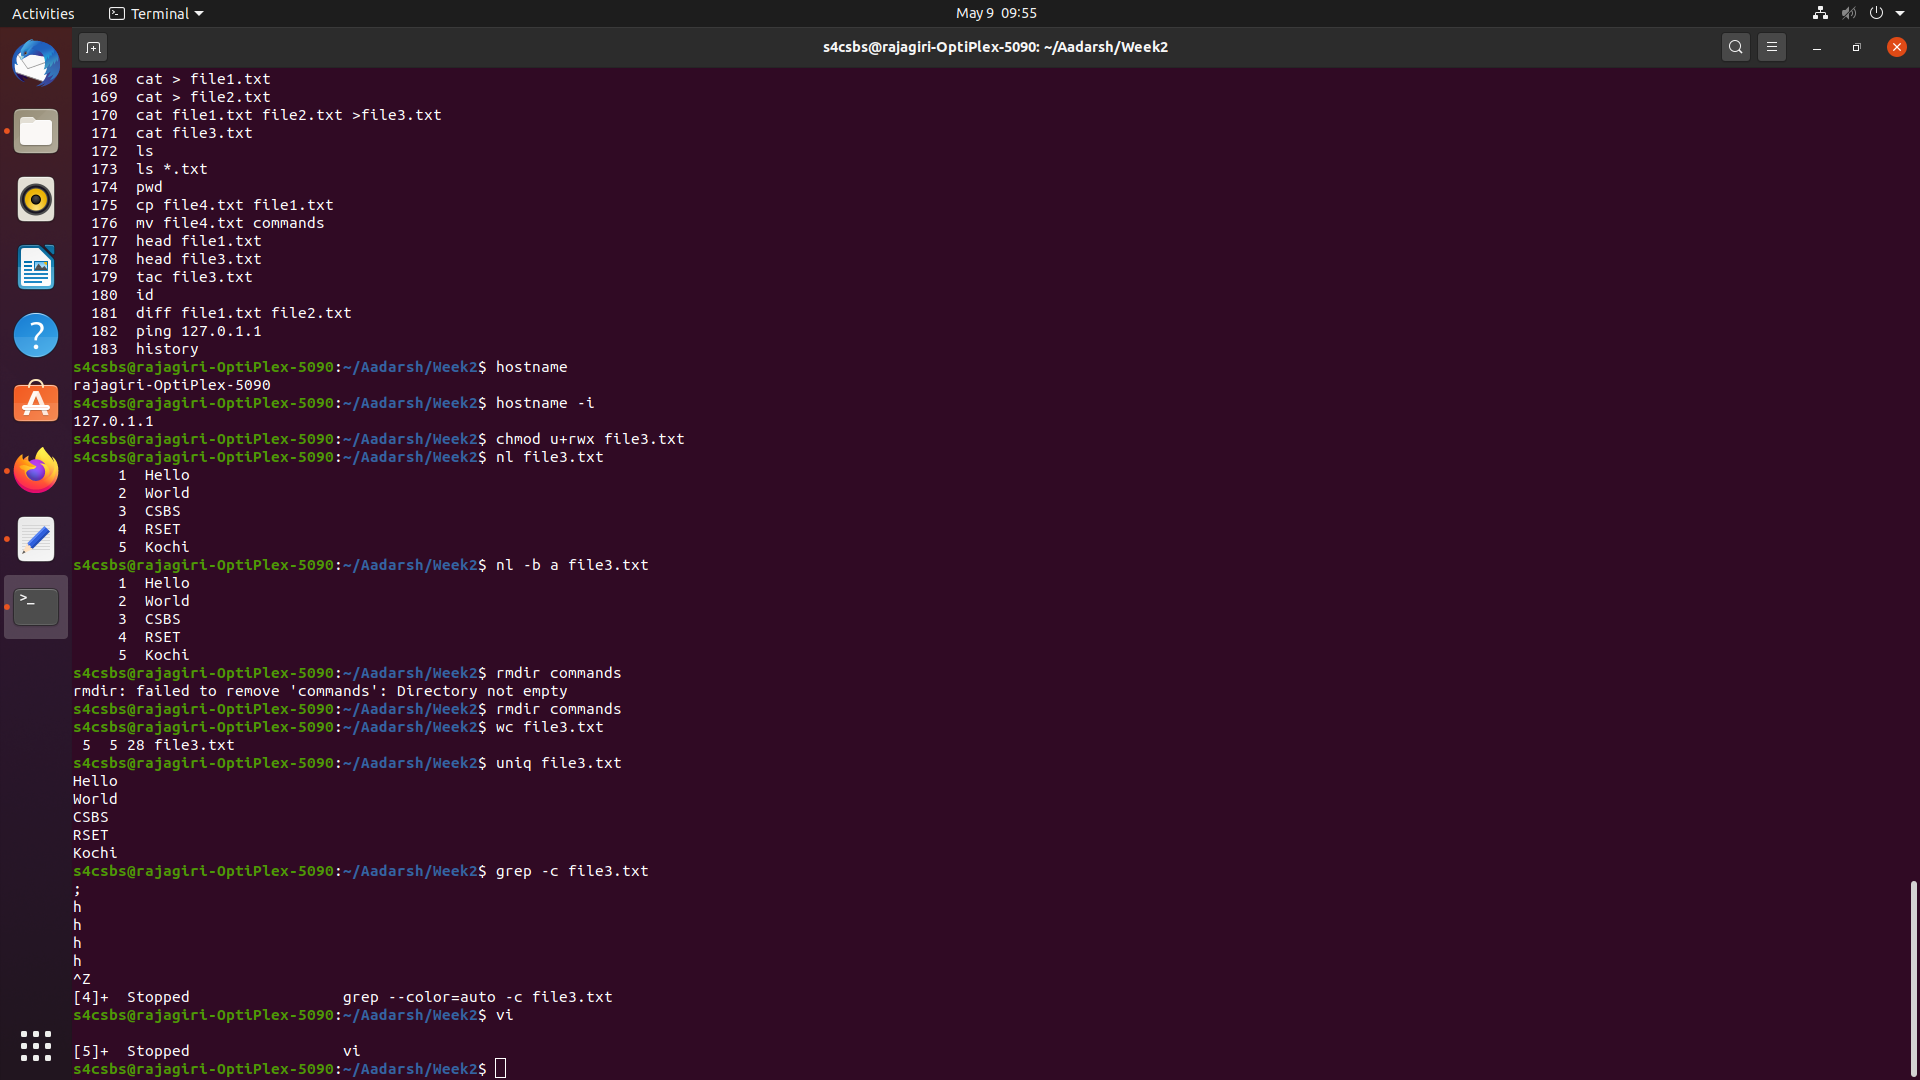 Activities Terminal May 9 09:55
s4csbs@rajagiri-OptiPlex-5090: ~/Aadarsh/Week2
168 cat > file1.txt
169 cat > file2.txt
170 cat file1.txt file2.txt >file3.txt
171 cat file3.txt
172 ls
173 ls *.txt
174 pwd
175 cp file4.txt file1.txt
176 mv file4.txt commands
177 head file1.txt
178 head file3.txt
179 tac file3.txt
180 id
181 diff file1.txt file2.txt
182 ping 127.0.1.1
183 history
s4csbs@rajagiri-OptiPlex-5090:~/Aadarsh/Week2$ hostname
rajagiri-OptiPlex-5090
s4csbs@rajagiri-OptiPlex-5090:~/Aadarsh/Week2$ hostname -i
127.0.1.1
s4csbs@rajagiri-OptiPlex-5090:~/Aadarsh/Week2$ chmod u+rwx file3.txt
s4csbs@rajagiri-OptiPlex-5090:~/Aadarsh/Week2$ nl file3.txt
1 Hello
2 World
3 CSBS
4 RSET
5 Kochi
s4csbs@rajagiri-OptiPlex-5090:~/Aadarsh/Week2$ nl -b a file3.txt
1 Hello
2 World
3 CSBS
4 RSET
5 Kochi
s4csbs@rajagiri-OptiPlex-5090:~/Aadarsh/Week2$ rmdir commands
rmdir: failed to remove 'commands': Directory not empty
s4csbs@rajagiri-OptiPlex-5090:~/Aadarsh/Week2$ rmdir commands
s4csbs@rajagiri-OptiPlex-5090:~/Aadarsh/Week2$ wc file3.txt
5 5 28 file3.txt
s4csbs@rajagiri-OptiPlex-5090:~/Aadarsh/Week2$ uniq file3.txt
Hello
World
CSBS
RSET
Kochi
s4csbs@rajagiri-OptiPlex-5090:~/Aadarsh/Week2$ grep -c file3.txt
;
h
h
h
h
^Z
[4]+ Stopped grep --color=auto -c file3.txt
s4csbs@rajagiri-OptiPlex-5090:~/Aadarsh/Week2$ vi
[5]+ Stopped vi
s4csbs@rajagiri-OptiPlex-5090:~/Aadarsh/Week2$